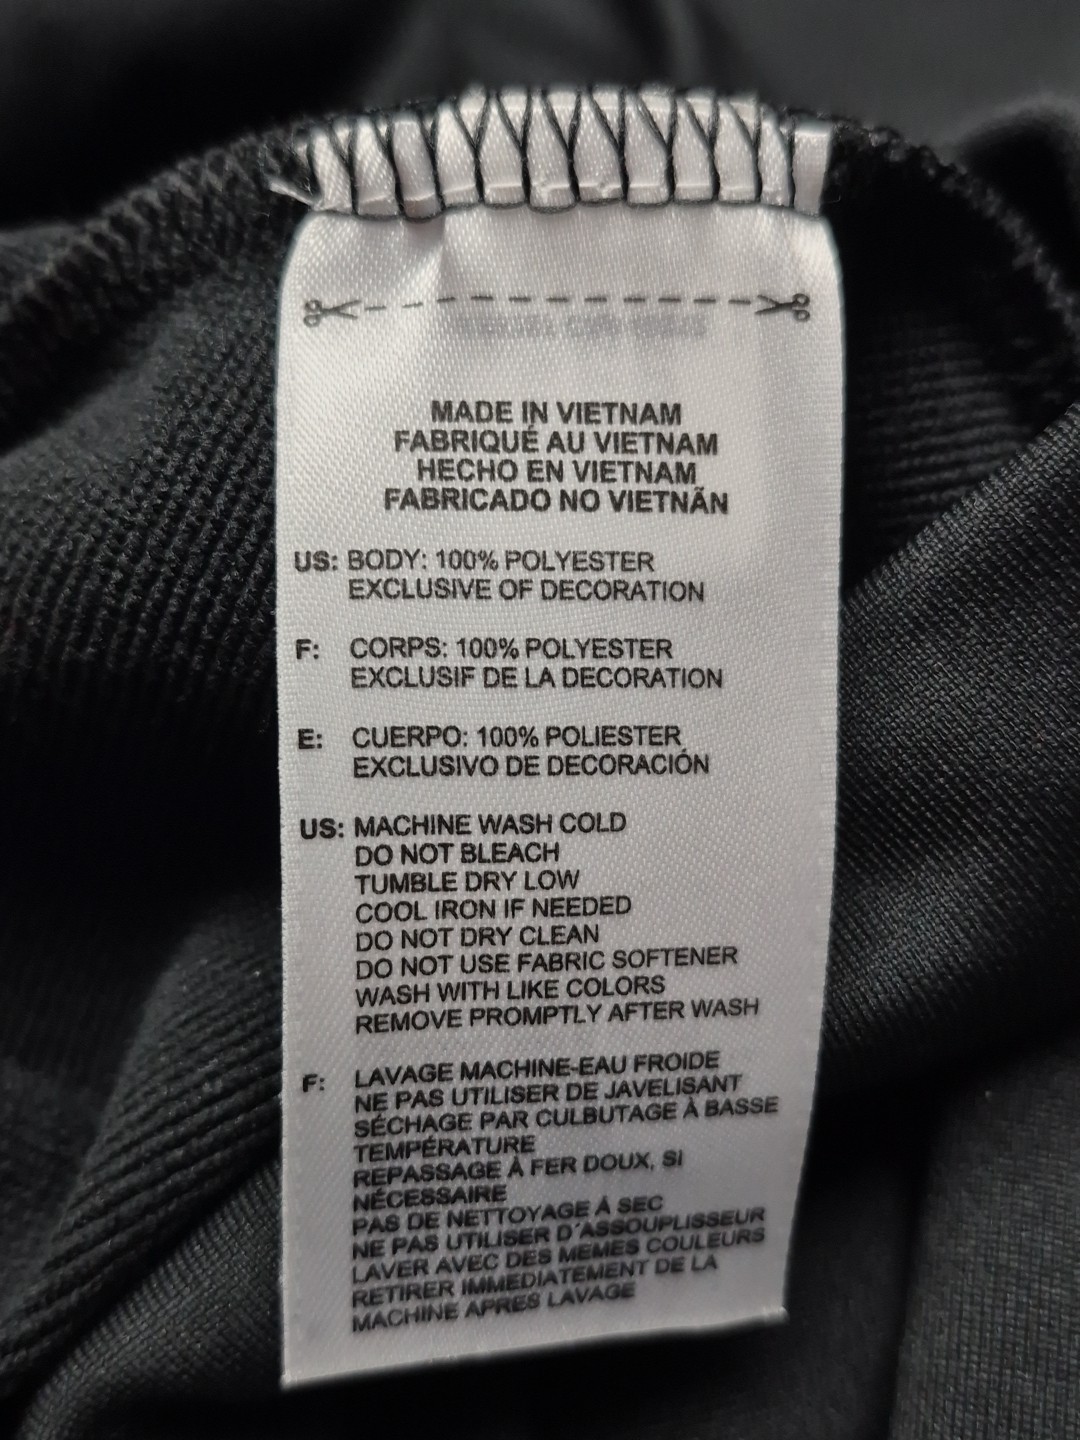 MADE IN VIETNAM
FABRIQUÉ AU VIETNAM
HECHO EN VIETNAM
FABRICADO NO VIETNÃN
US: BODY: 100% POLYESTER
EXCLUSIVE OF DECORATION
F: CORPS: 100% POLYESTER
EXCLUSIF DE LA DECORATION
E: CUERPO: 100% POLIESTER
EXCLUSIVO DE DECORACIÓN
US: MACHINE WASH COLD
DO NOT BLEACH
TUMBLE DRY LOW
COOL IRON IF NEEDED
DO NOT DRY CLEAN
DO NOT USE FABRIC SOFTENER
WASH WITH LIKE COLORS
REMOVE PROMPTLY AFTER WASH
F: LAVAGE MACHINE-EAU FROIDE
NE PAS UTILISER DE JAVELISANT
SÉCHAGE PAR CULBUTAGE À BASSE
TEMPÉRATURE
REPASSAGE À FER DOUX, SI
NÉCESSAIRE
PAS DE NETTOYAGE À SEC
NE PAS UTILISER D´ASSOUPLISSEUR
LAVER AVEC DES MEMES COULEURS
RETIRER IMMEDIATEMENT DE LA
MACHINE APRES LAVAGE